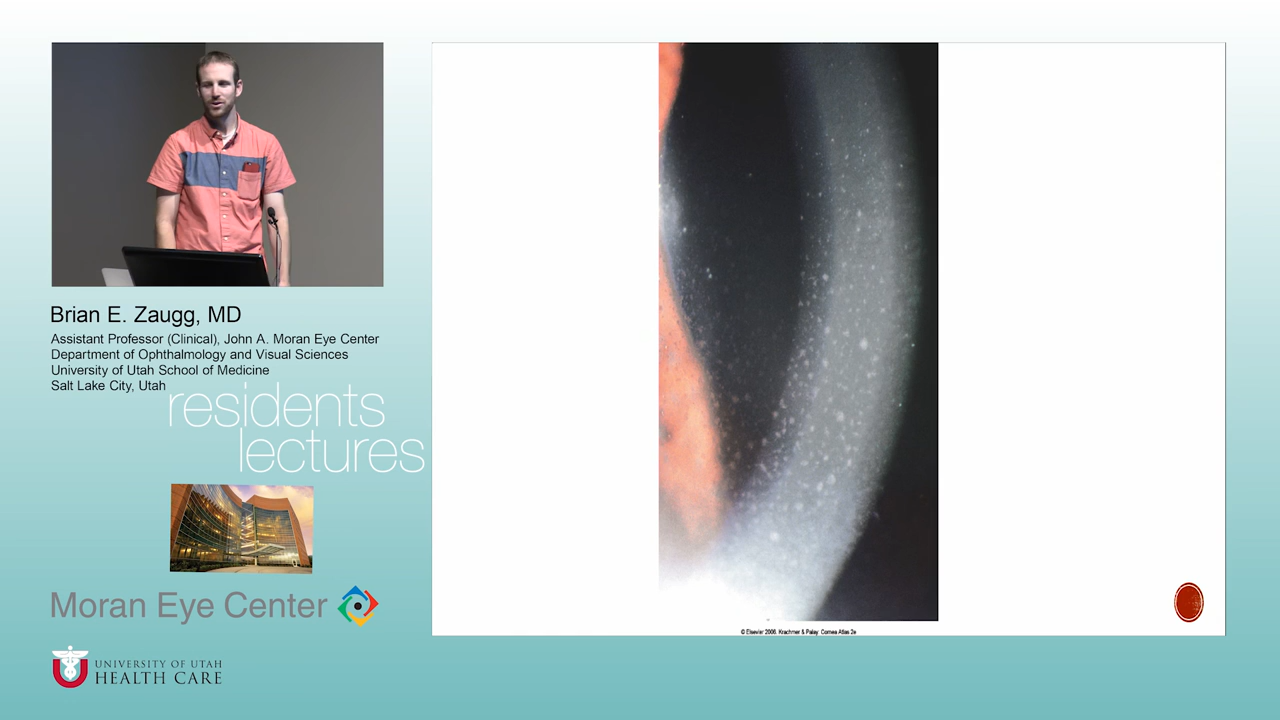 Brian E. Zaugg, MD
Assistant Professor (Clinical), John A. Moran Eye Center
Department of Ophthalmology and Visual Sciences
University of Utah School of Medicine
Salt Lake City, Utah
residents
lectures
Moran Eye Center
UNIVERSITY OF UTAH
HEALTH CARE
© Elsevier 2006. Krachmer & Palay. Cornea Atlas 2e